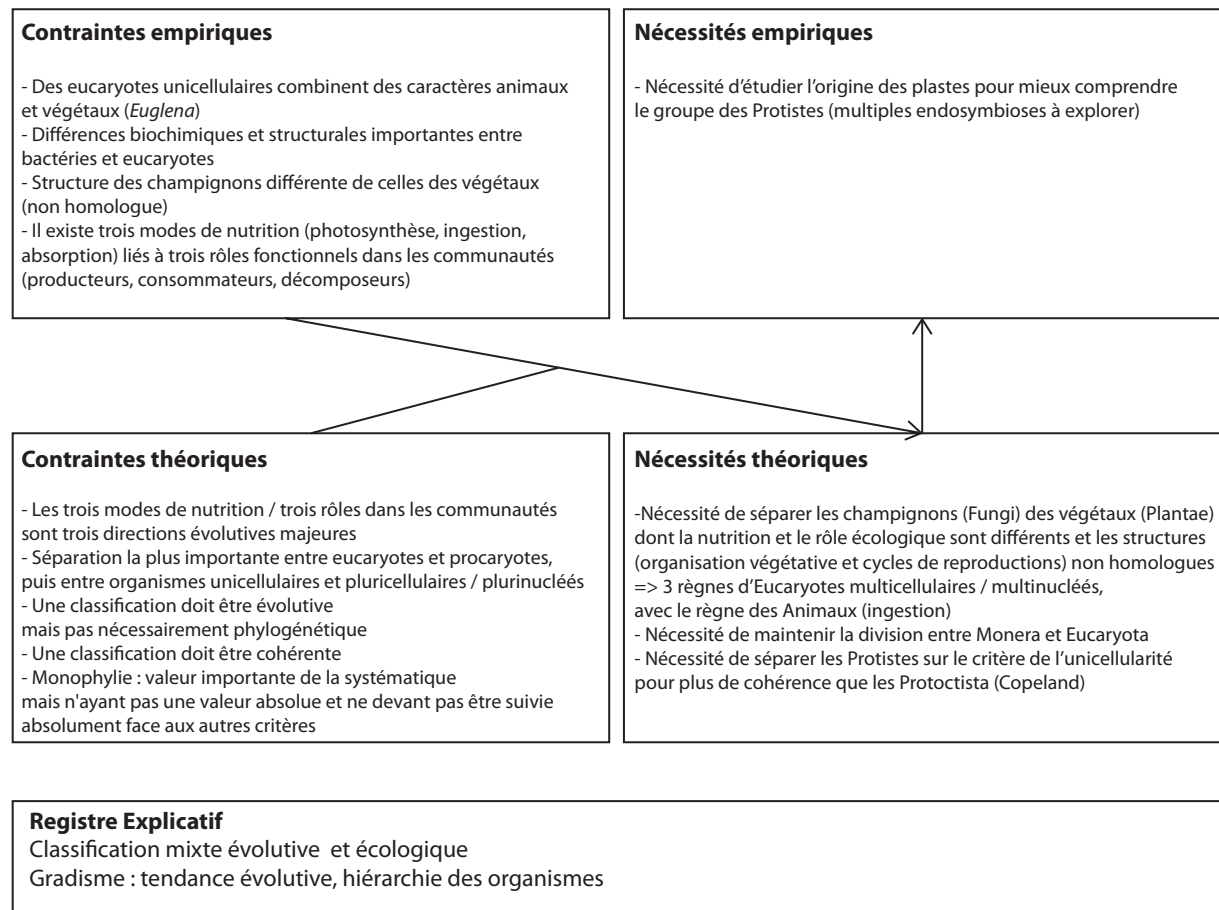 Contraintes empiriques
- Des eucaryotes unicellulaires combinent des caractères animaux
et végétaux (Euglena)
- Différences biochimiques et structurales importantes entre
bactéries et eucaryotes
- Structure des champignons différente de celles des végétaux
(non homologue)
- Il existe trois modes de nutrition (photosynthèse, ingestion,
absorption) liés à trois rôles fonctionnels dans les communautés
(producteurs, consommateurs, décomposeurs)
Nécessités empiriques
- Nécessité d'étudier l'origine des plastes pour mieux comprendre
le groupe des Protistes (multiples endosymbioses à explorer)
Contraintes théoriques
- Les trois modes de nutrition / trois rôles dans les communautés
sont trois directions évolutives majeures
- Séparation la plus importante entre eucaryotes et procaryotes,
puis entre organismes unicellulaires et pluricellulaires / plurinucléés
- Une classification doit être évolutive
mais pas nécessairement phylogénétique
- Une classification doit être cohérente
- Monophylie : valeur importante de la systématique
mais n'ayant pas une valeur absolue et ne devant pas être suivie
absolument face aux autres critères
Nécessités théoriques
-Nécessité de séparer les champignons (Fungi) des végétaux (Plantae)
dont la nutrition et le rôle écologique sont différents et les structures
(organisation végétative et cycles de reproductions) non homologues
=> 3 règnes d'Eucaryotes multicellulaires / multinucléés,
avec le règne des Animaux (ingestion)
- Nécessité de maintenir la division entre Monera et Eucaryota
- Nécessité de séparer les Protistes sur le critère de l'unicellularité
pour plus de cohérence que les Protoctista (Copeland)
Registre Explicatif
Classification mixte évolutive et écologique
Gradisme : tendance évolutive, hiérarchie des organismes